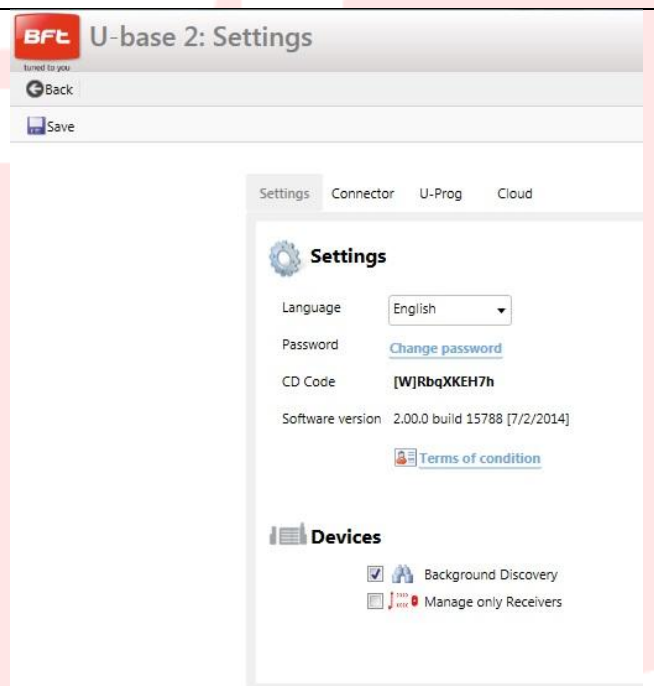 BFt U-base 2: Settings
tuned to you
Back
Save
Settings Connector U-Prog Cloud
Settings
Language English
Password Change password
CD Code [W]RbqXKEH7h
Software version 2.00.0 build 15788 [7/2/2014]
Terms of condition
Devices
Background Discovery
Manage only Receivers